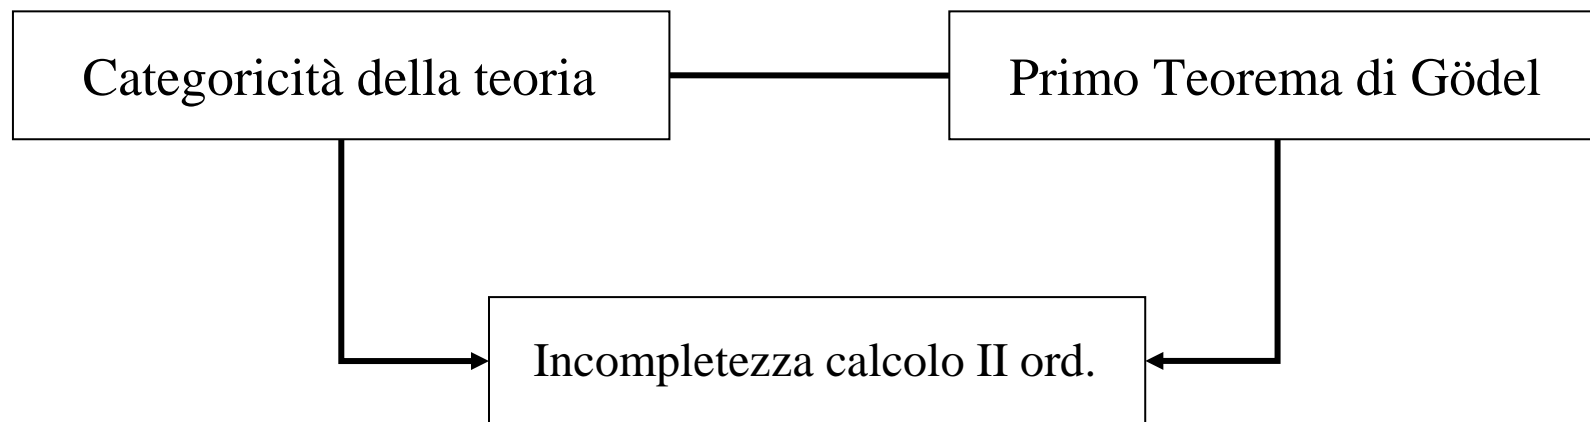 Categoricità della teoria
Primo Teorema di Gödel
Incompletezza calcolo II ord.